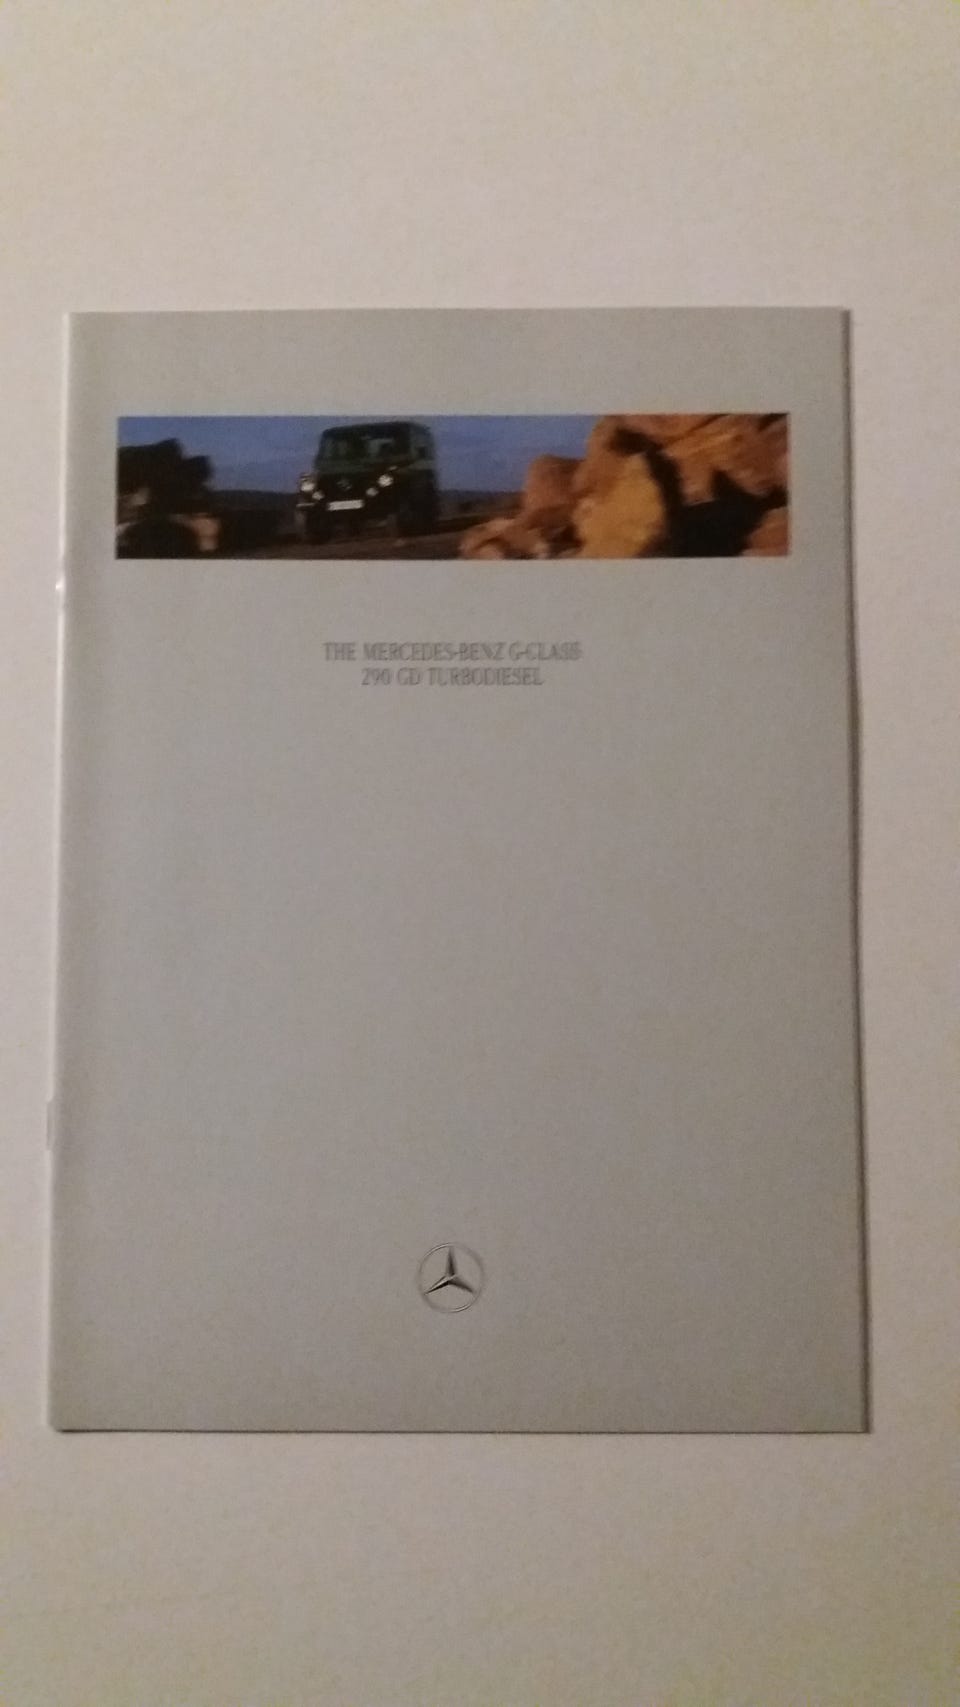 THE MERCEDES-BENZ G-CLASS
290 GD TURBODIESEL